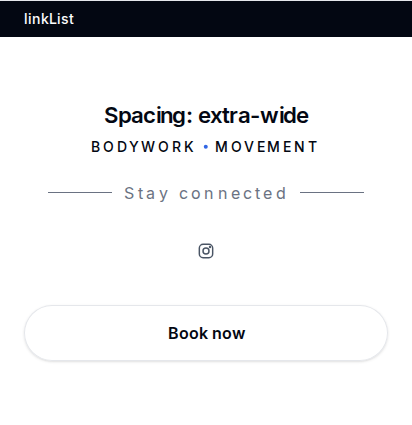 linkList
Spacing: extra-wide
BODYWORK • MOVEMENT
Stay connected
Book now